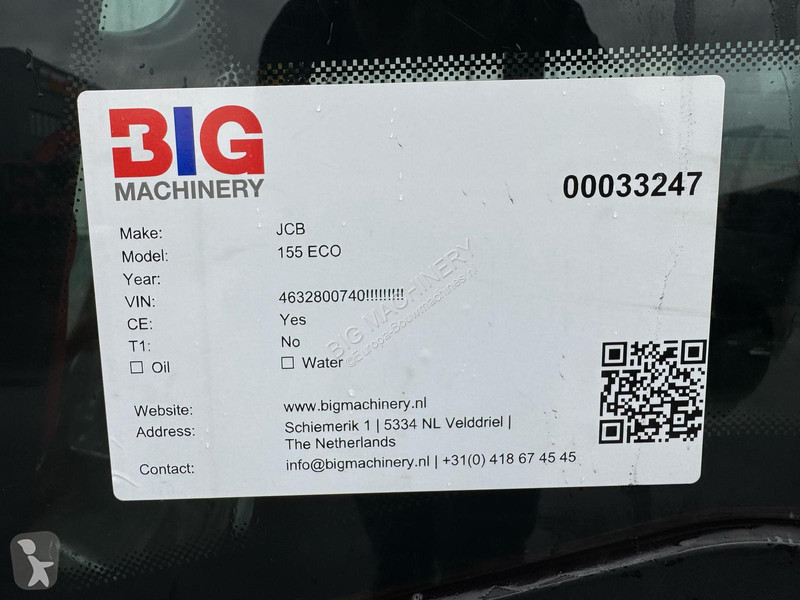 BIG
MACHINERY
00033247
Make: JCB
Model: 155 ECO
Year:
VIN: 4632800740!!!!!!!!!
CE: Yes
T1: No
☐ Oil ☐ Water
BIG MACHINERY
Website: www.bigmachinery.nl
Address: Schiemerik 1 | 5334 NL Velddriel |
The Netherlands
Contact: info@bigmachinery.nl | +31(0) 418 67 45 45